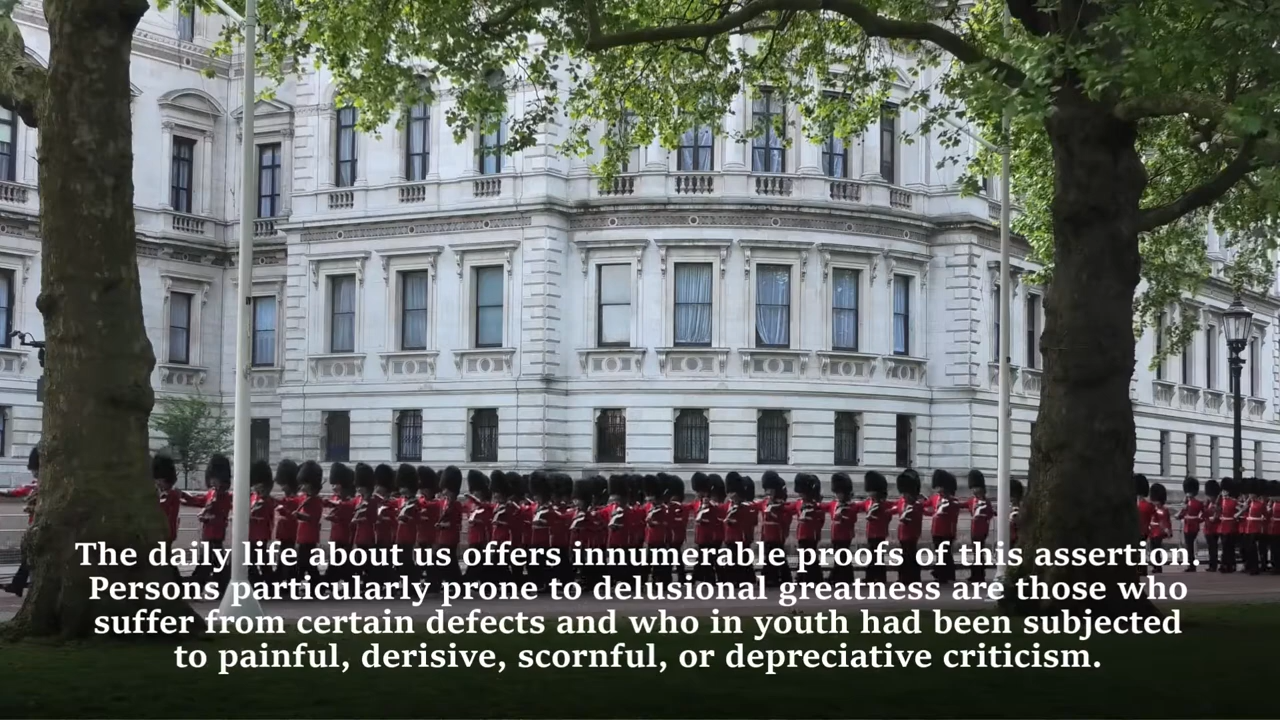 The daily life about us offers innumerable proofs of this assertion.
Persons particularly prone to delusional greatness are those who
suffer from certain defects and who in youth had been subjected
to painful, derisive, scornful, or depreciative criticism.